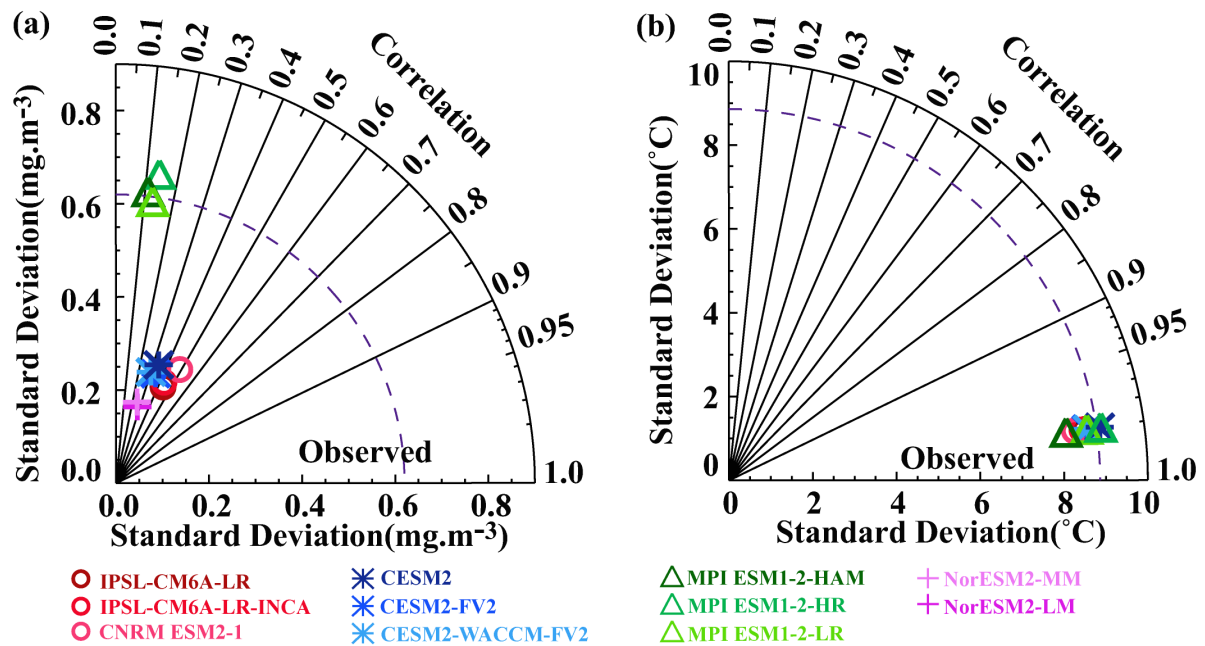 (a)
0.0
0.1
0.2
0.3
0.4
0.5
0.6
0.7
0.8
0.9
0.95
1.0
Correlation
Standard Deviation(mg.m-3)
0.8
0.6
0.4
0.2
0.0
Observed
0.0
0.2
0.4
0.6
0.8
Standard Deviation(mg.m-3)
(b)
0.0
0.1
0.2
0.3
0.4
0.5
0.6
0.7
0.8
0.9
0.95
1.0
Correlation
Standard Deviation(˚C)
10
8
6
4
2
0
Observed
0
2
4
6
8
10
Standard Deviation(˚C)
IPSL-CM6A-LR
IPSL-CM6A-LR-INCA
CNRM ESM2-1
CESM2
CESM2-FV2
CESM2-WACCM-FV2
MPI ESM1-2-HAM
MPI ESM1-2-HR
MPI ESM1-2-LR
NorESM2-MM
NorESM2-LM